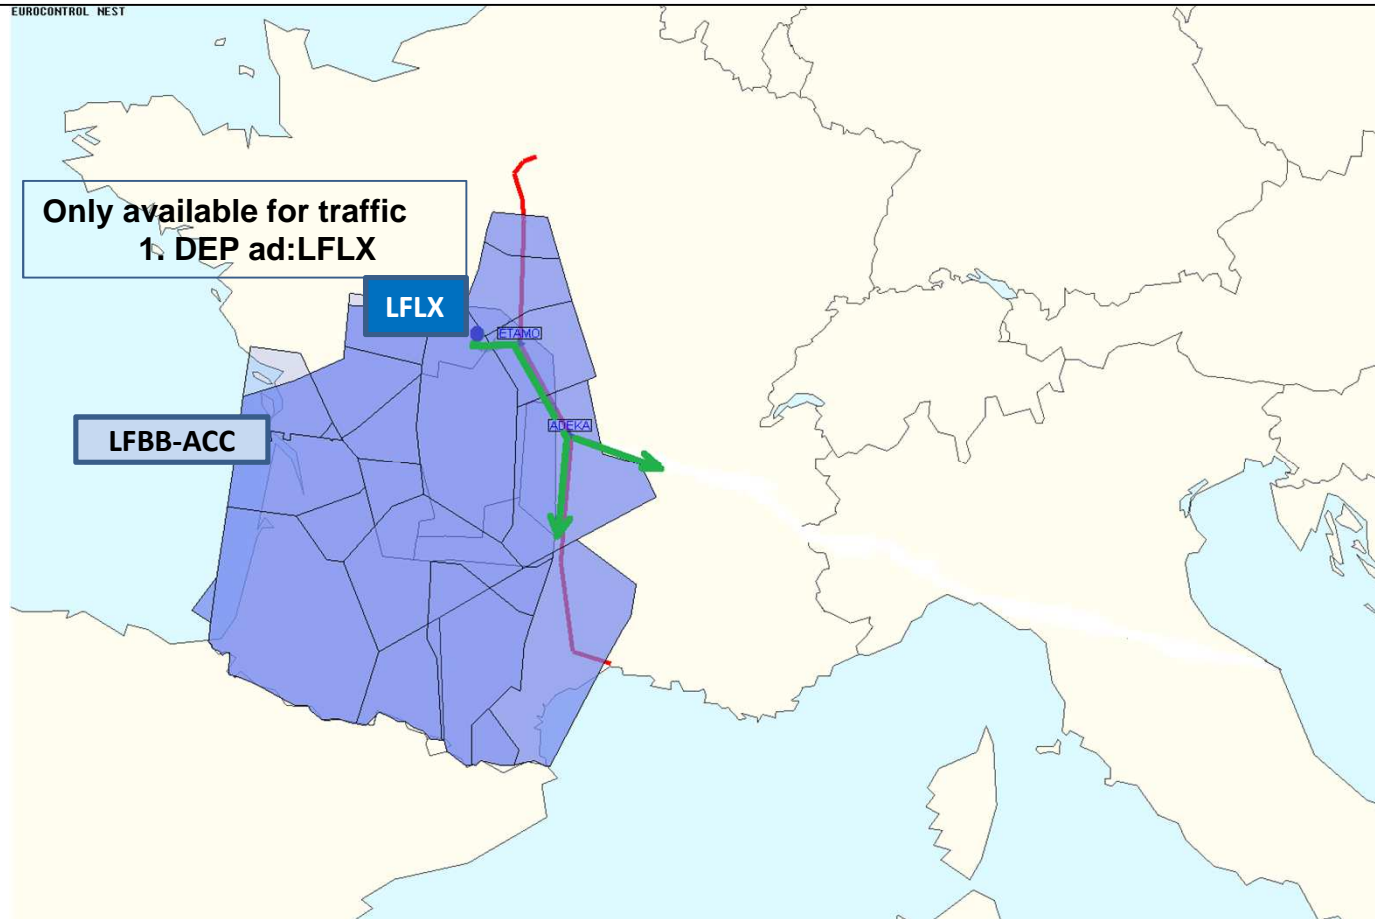 EUROCONTROL NEST
Only available for traffic
1. DEP ad:LFLX
LFLX
ETAMO
ADEKA
LFBB-ACC